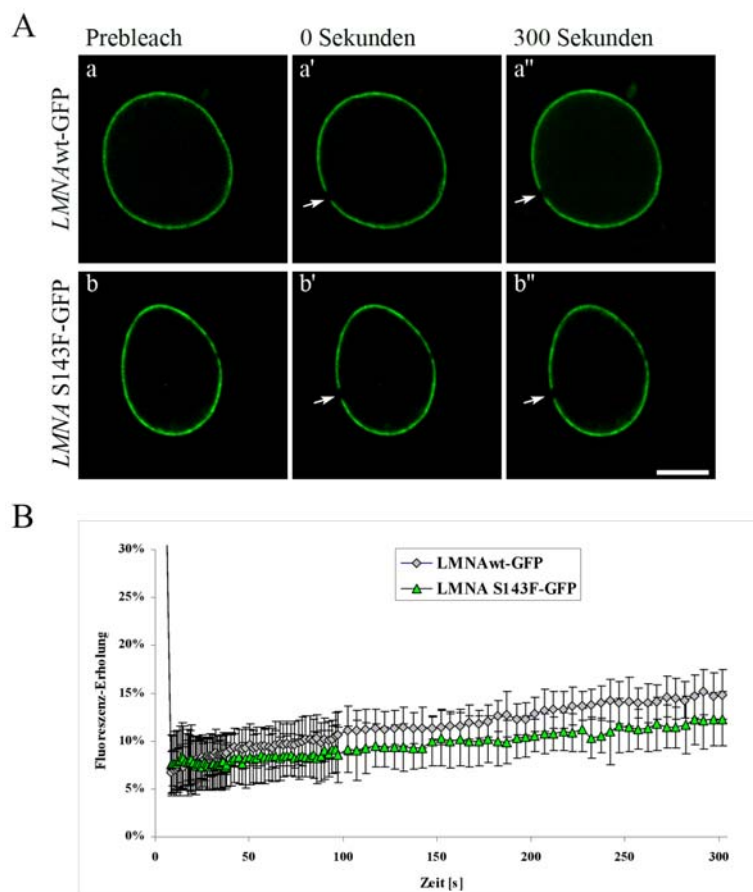 A
Prebleach
0 Sekunden
300 Sekunden
LMNAwt-GFP
a
a'
a"
LMNA S143F-GFP
b
b'
b"
B
Fluoreszenz-Erholung
30%
25%
20%
15%
10%
5%
0%
LMNAwt-GFP
LMNA S143F-GFP
0 50 100 150 200 250 300
Zeit [s]